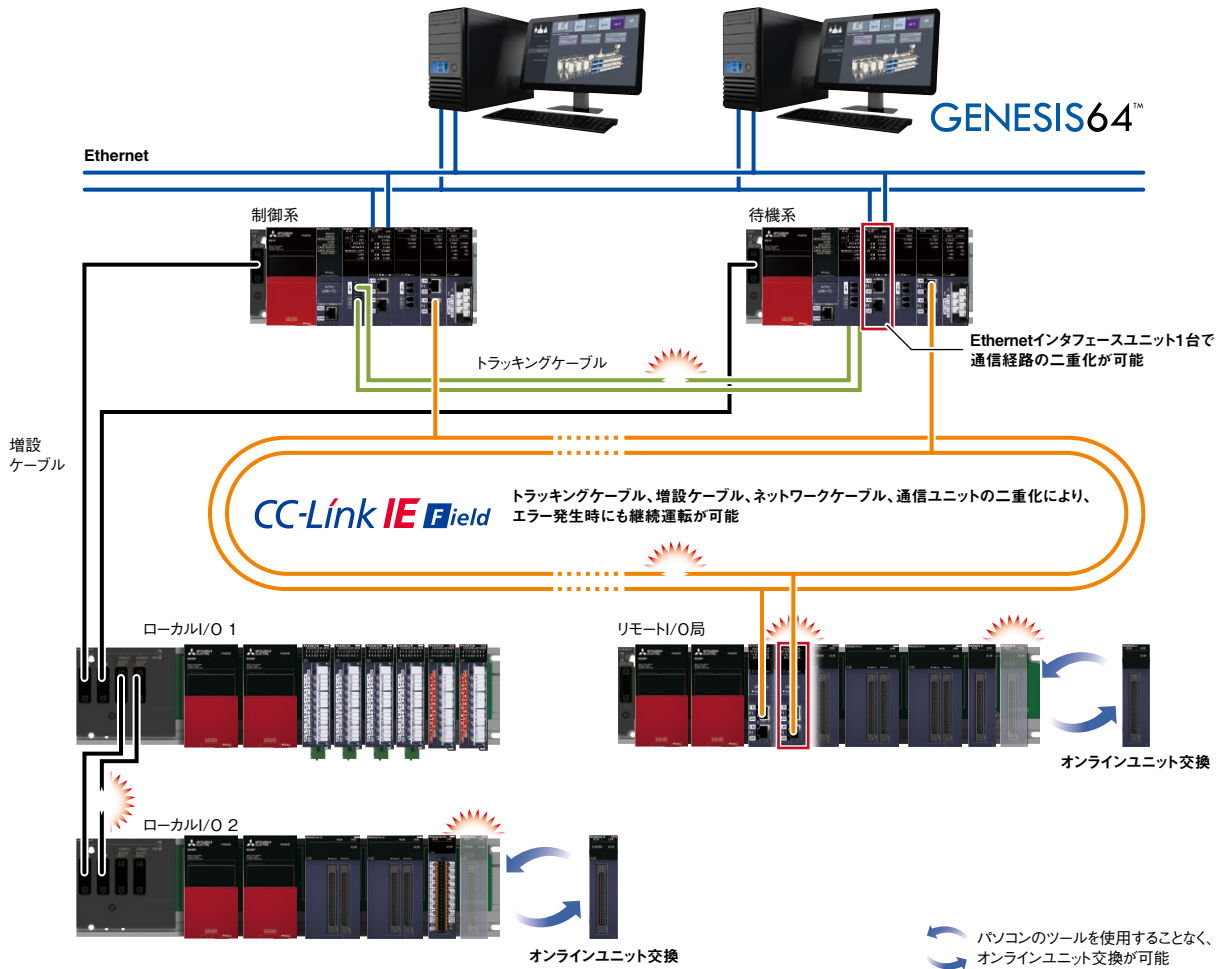 GENESIS64™
Ethernet
制御系
待機系
Ethernetインタフェースユニット1台で
通信経路の二重化が可能
トラッキングケーブル
増設
ケーブル
CC-Link IE Field
トラッキングケーブル、増設ケーブル、ネットワークケーブル、通信ユニットの二重化により、
エラー発生時にも継続運転が可能
ローカルI/O 1
リモートI/O局
MITSUBISHI
ELECTRIC
オンラインユニット交換
ローカルI/O 2
オンラインユニット交換
パソコンのツールを使用することなく、
オンラインユニット交換が可能